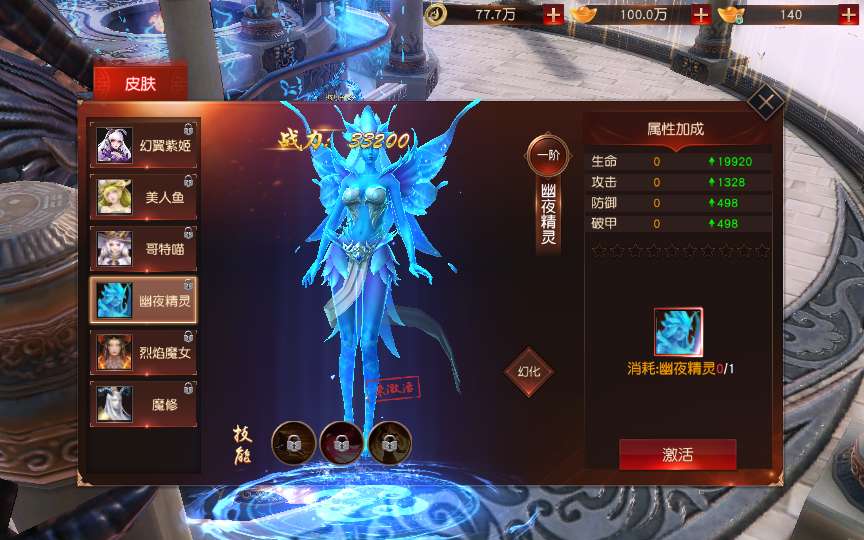 77.7万
100.0万
140
皮肤
战力: 33200
幻翼紫姬
美人鱼
哥特喵
幽夜精灵
烈焰魔女
魔修
一阶
幽夜精灵
幻化
未激活
技能
属性加成
生命 0 19920
攻击 0 1328
防御 0 498
破甲 0 498
消耗:幽夜精灵0/1
激活